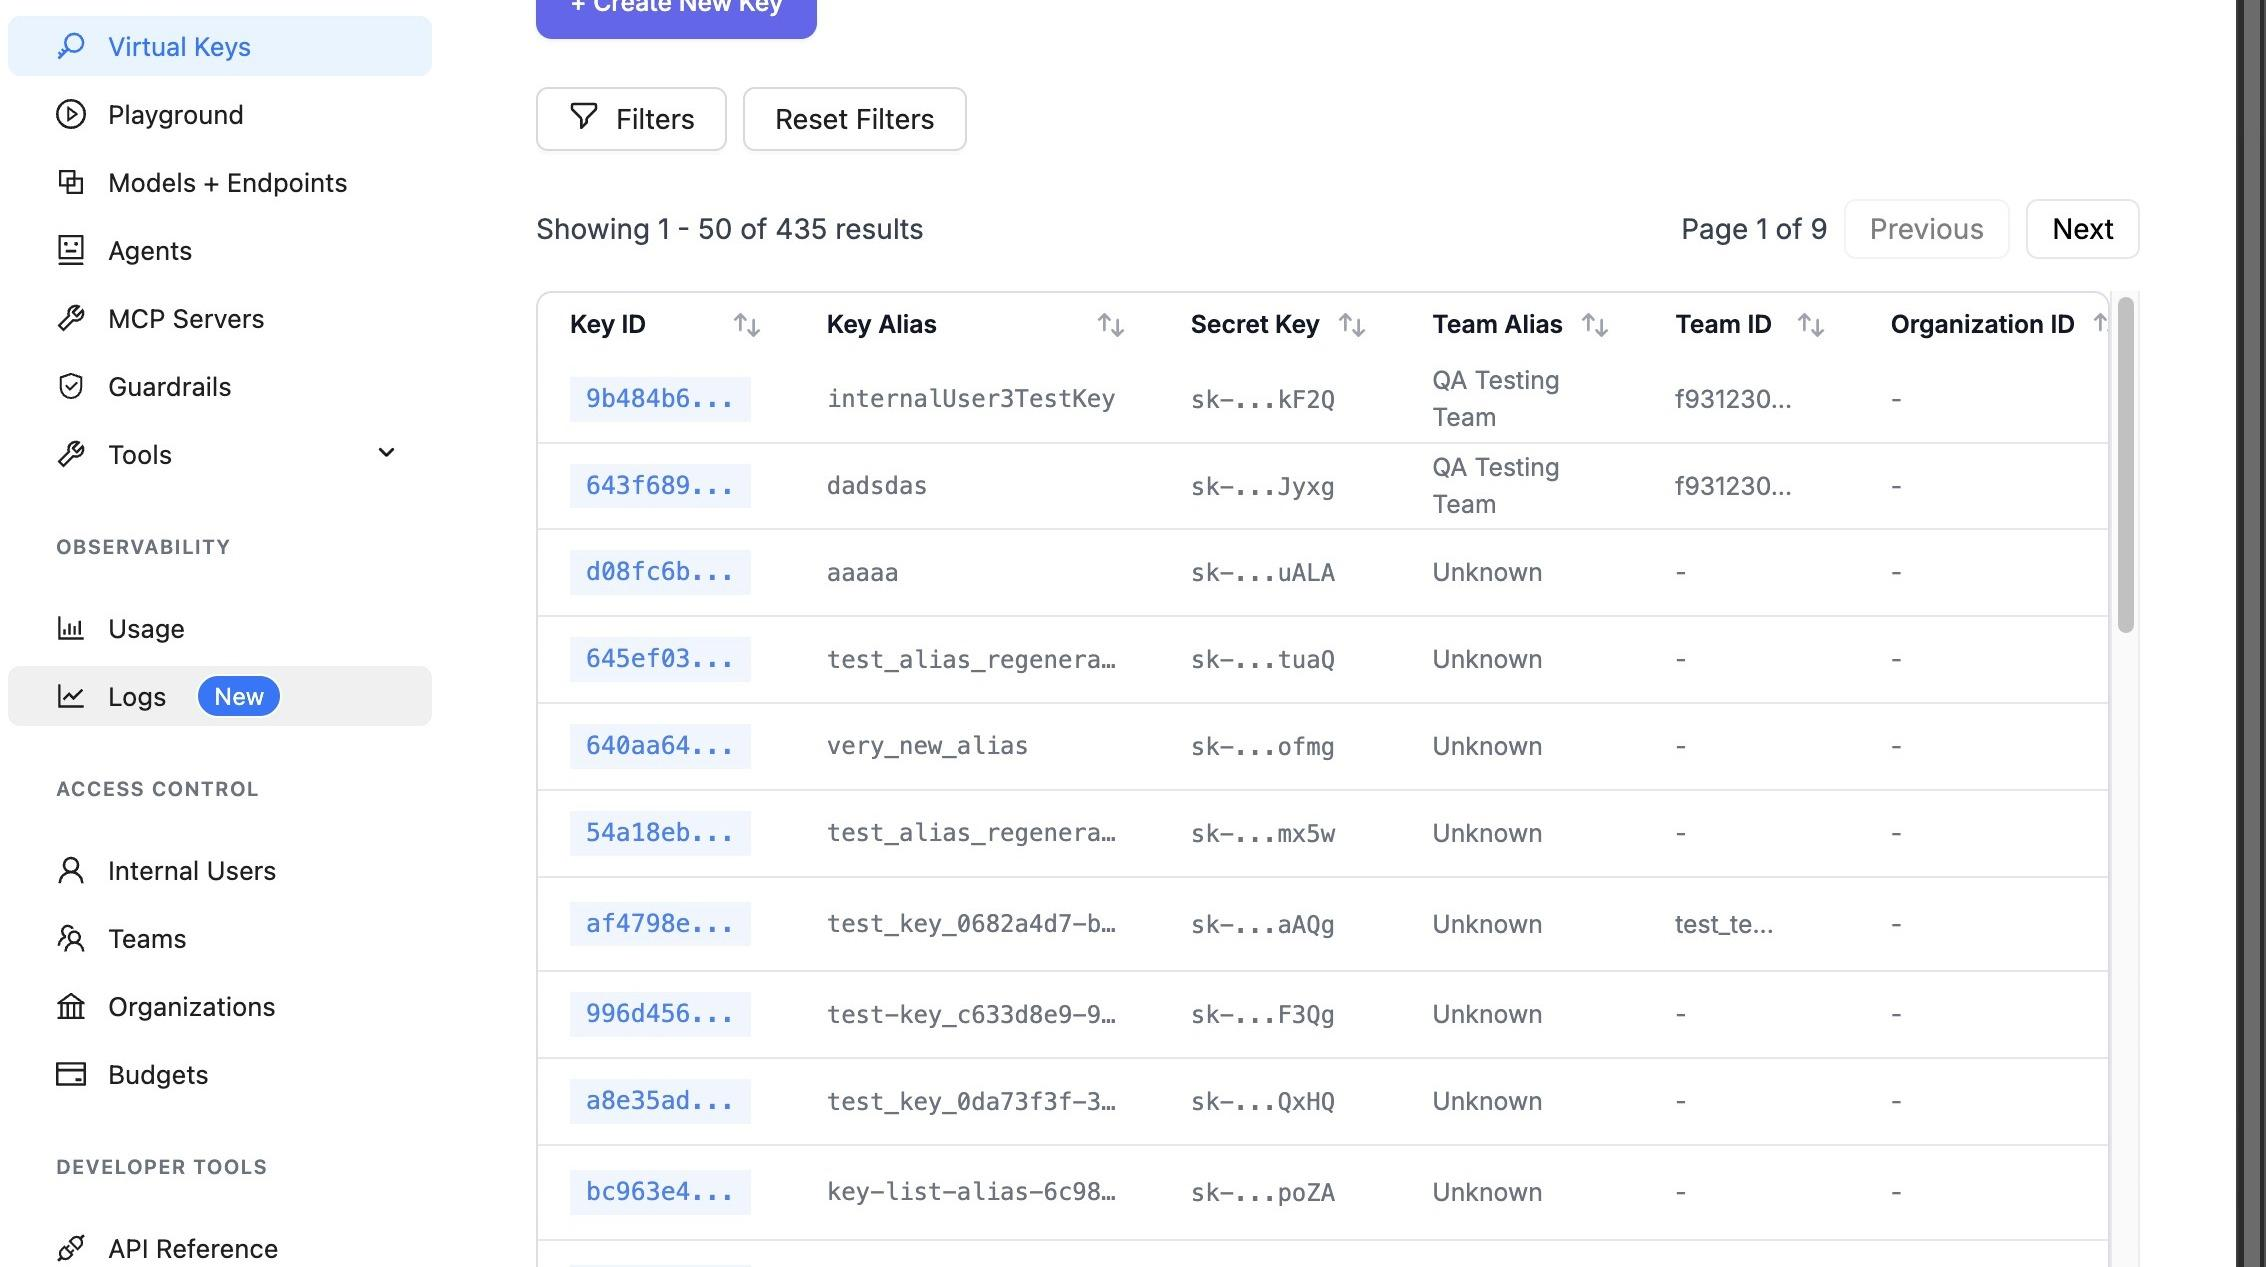 + Create New Key
Virtual Keys
Playground
Models + Endpoints
Agents
MCP Servers
Guardrails
Tools
OBSERVABILITY
Usage
Logs New
ACCESS CONTROL
Internal Users
Teams
Organizations
Budgets
DEVELOPER TOOLS
API Reference
Filters Reset Filters
Showing 1 - 50 of 435 results Page 1 of 9 Previous Next
Key ID Key Alias Secret Key Team Alias Team ID Organization ID
9b484b6... internalUser3TestKey sk-...kF2Q QA Testing Team f931230... -
643f689... dadsdas sk-...Jyxg QA Testing Team f931230... -
d08fc6b... aaaaa sk-...uALA Unknown - -
645ef03... test_alias_regenera… sk-...tuaQ Unknown - -
640aa64... very_new_alias sk-...ofmg Unknown - -
54a18eb... test_alias_regenera… sk-...mx5w Unknown - -
af4798e... test_key_0682a4d7-b… sk-...aAQg Unknown test_te... -
996d456... test-key_c633d8e9-9… sk-...F3Qg Unknown - -
a8e35ad... test_key_0da73f3f-3… sk-...QxHQ Unknown - -
bc963e4... key-list-alias-6c98… sk-...poZA Unknown - -